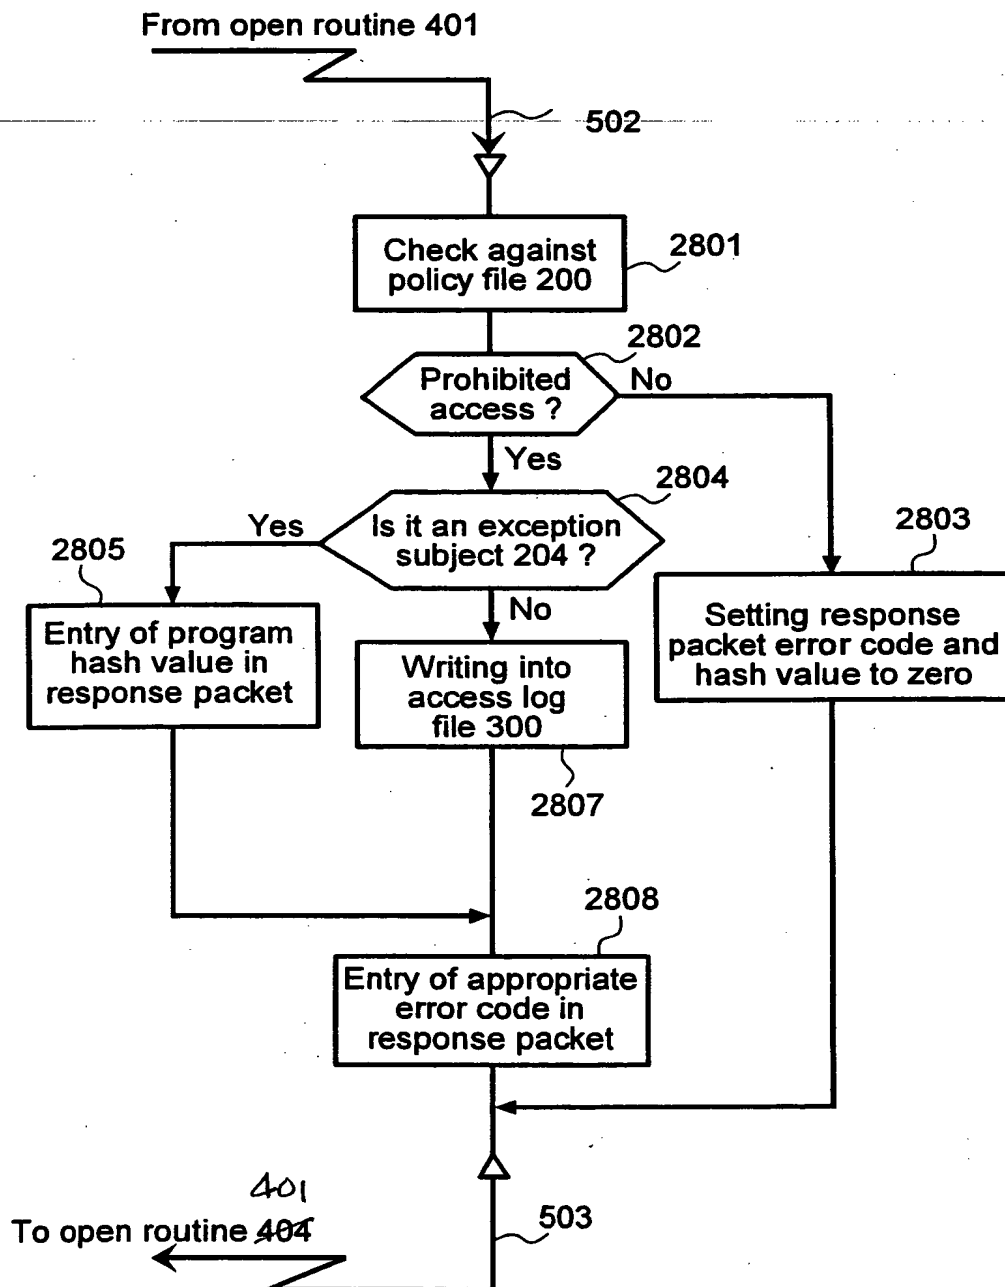 From open routine 401
502
Check against
policy file 200
2801
2802
Prohibited
access ?
No
Yes
2804
Is it an exception
subject 204 ?
Yes
2803
2805
No
Entry of program
hash value in
response packet
Writing into
access log
file 300
Setting response
packet error code and
hash value to zero
2807
2808
Entry of appropriate
error code in
response packet
401
To open routine 404
503